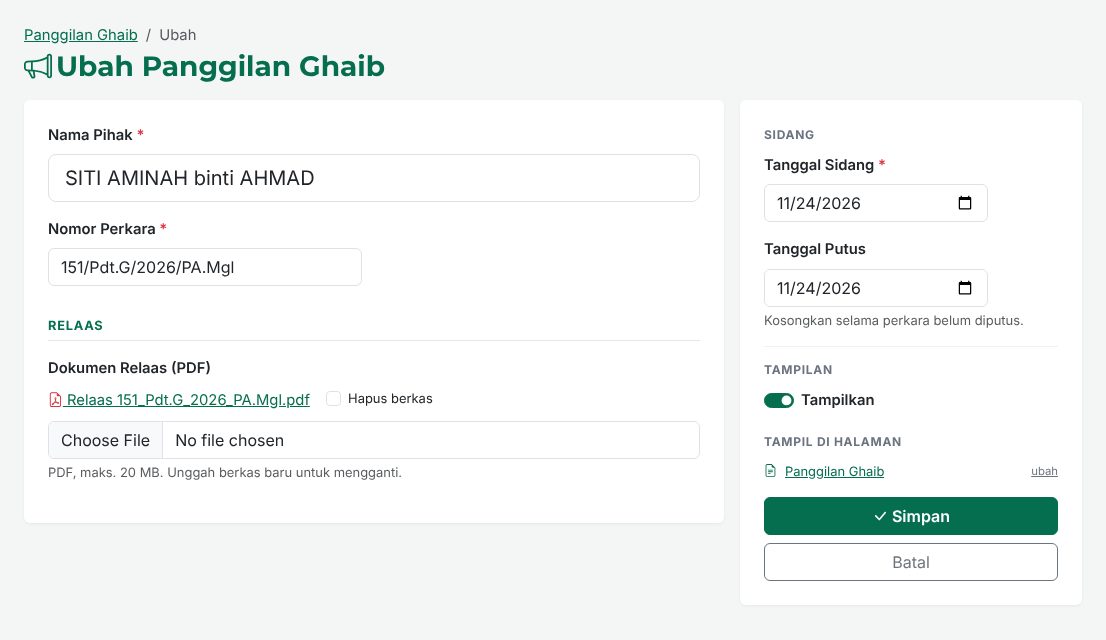 Panggilan Ghaib / Ubah
Ubah Panggilan Ghaib
Nama Pihak *
SITI AMINAH binti AHMAD
Nomor Perkara *
151/Pdt.G/2026/PA.Mgl
RELAAS
Dokumen Relaas (PDF)
Relaas 151_Pdt.G_2026_PA.Mgl.pdf Hapus berkas
Choose File No file chosen
PDF, maks. 20 MB. Unggah berkas baru untuk mengganti.
SIDANG
Tanggal Sidang *
11/24/2026
Tanggal Putus
11/24/2026
Kosongkan selama perkara belum diputus.
TAMPILAN
Tampilkan
TAMPIL DI HALAMAN
Panggilan Ghaib ubah
Simpan
Batal